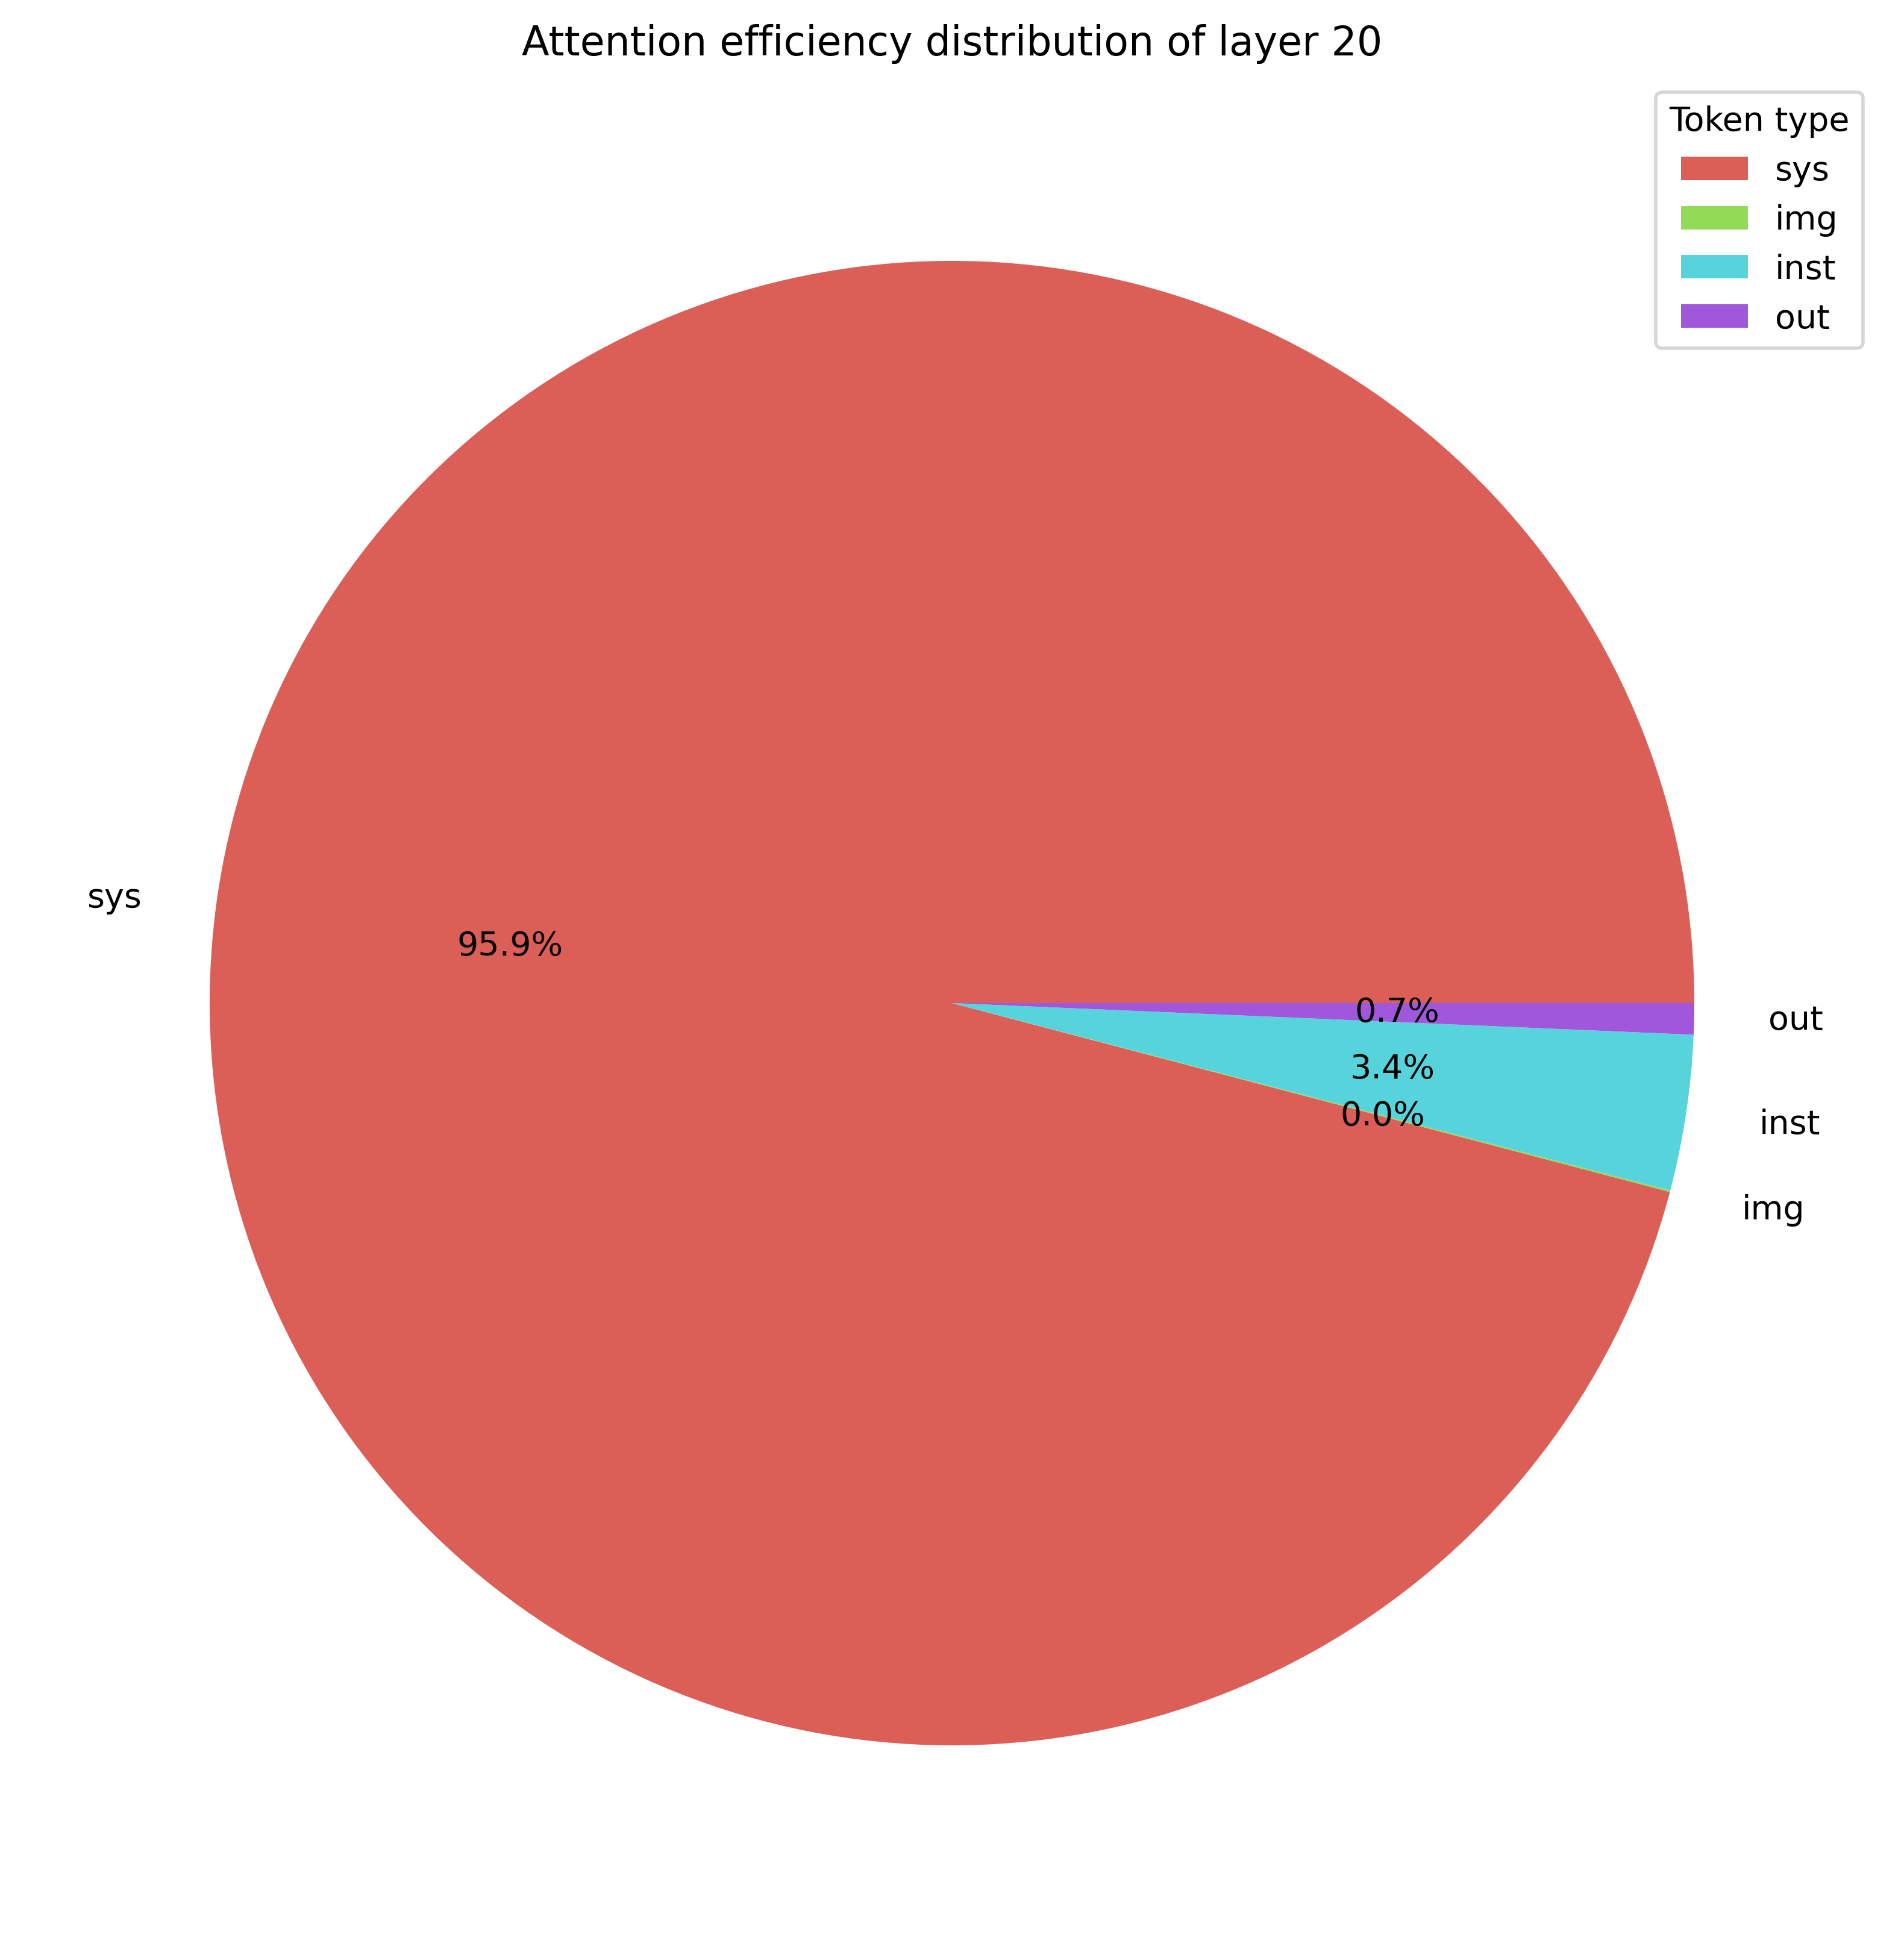 Attention efficiency distribution of layer 20
Token type
sys
img
inst
out
sys
95.9%
0.7%
out
3.4%
inst
0.0%
img